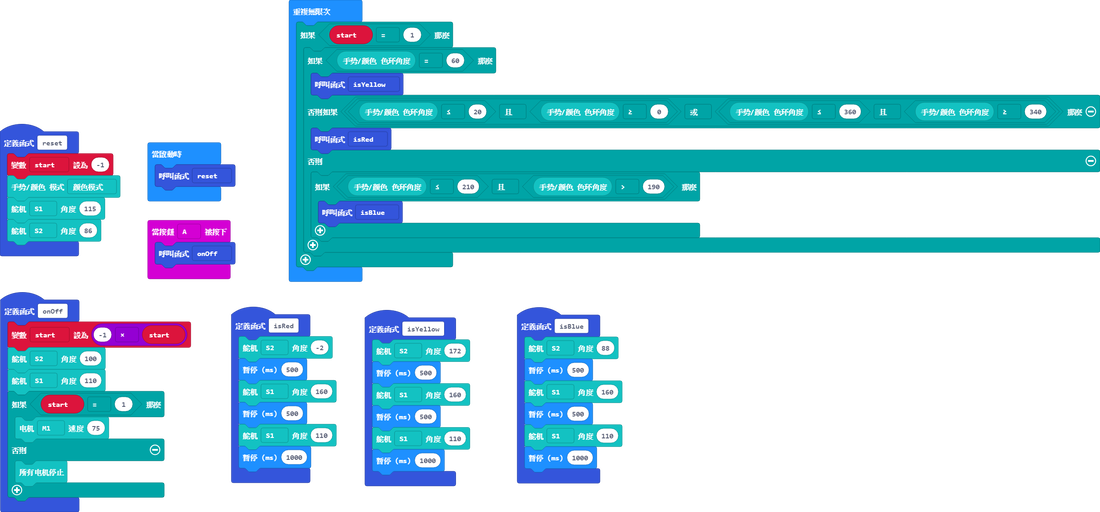 重複無限次
如果 start = 1 那麼
如果 手势/颜色 色环角度 = 60 那麼
呼叫函式 isYellow
否則如果 手势/颜色 色环角度 ≤ 20 且 手势/颜色 色环角度 ≥ 0 或 手势/颜色 色环角度 ≤ 360 且 手势/颜色 色环角度 ≥ 340 那麼
呼叫函式 isRed
否則
如果 手势/颜色 色环角度 ≤ 210 且 手势/颜色 色环角度 > 190 那麼
呼叫函式 isBlue
定義函式 reset
變數 start 設為 -1
手势/颜色 模式 颜色模式
舵机 S1 角度 115
舵机 S2 角度 86
當啟動時
呼叫函式 reset
當按鈕 A 被按下
呼叫函式 onOff
定義函式 onOff
變數 start 設為 -1 × start
舵机 S2 角度 100
舵机 S1 角度 110
如果 start = 1 那麼
电机 M1 速度 75
否則
所有电机停止
定義函式 isRed
舵机 S2 角度 -2
暫停 (ms) 500
舵机 S1 角度 160
暫停 (ms) 500
舵机 S1 角度 110
暫停 (ms) 1000
定義函式 isYellow
舵机 S2 角度 172
暫停 (ms) 500
舵机 S1 角度 160
暫停 (ms) 500
舵机 S1 角度 110
暫停 (ms) 1000
定義函式 isBlue
舵机 S2 角度 88
暫停 (ms) 500
舵机 S1 角度 160
暫停 (ms) 500
舵机 S1 角度 110
暫停 (ms) 1000